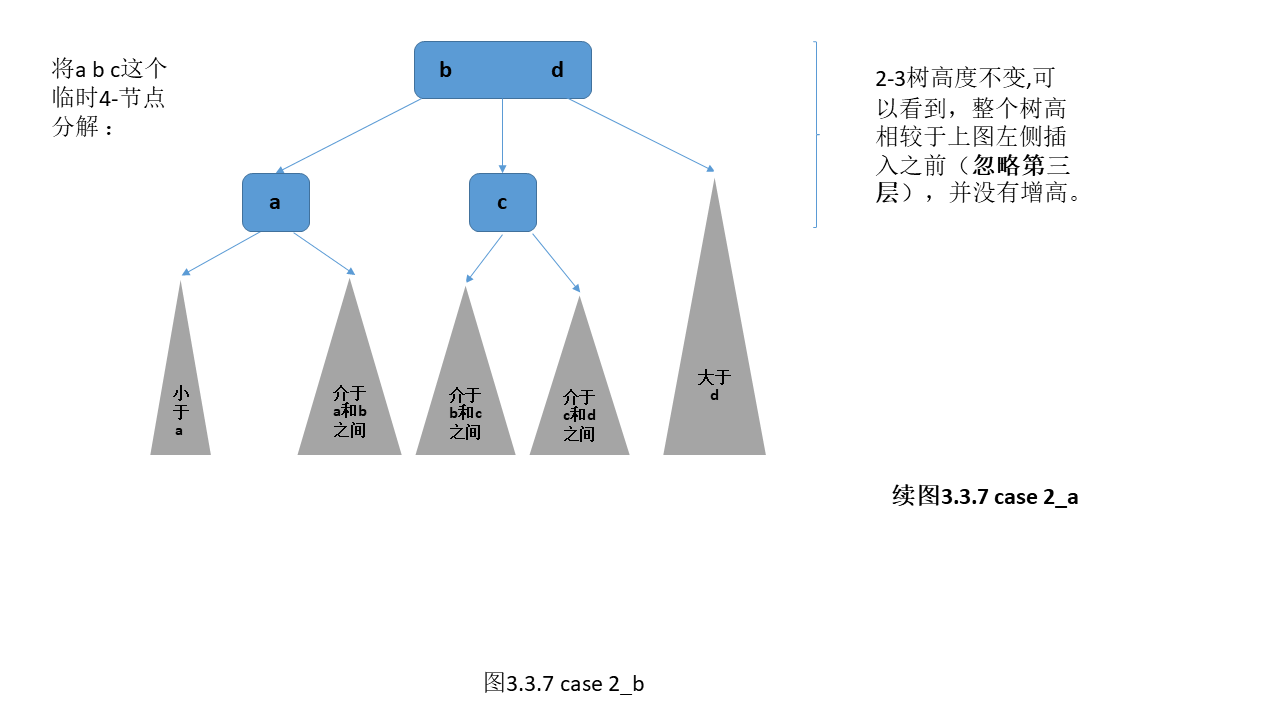 将a b c这个
临时4-节点
分解：
b d
2-3树高度不变,可
以看到，整个树高
相较于上图左侧插
入之前（忽略第三
层），并没有增高。
a
c
小
于
a
介于
a和b
之间
介于
b和c
之间
介于
c和d
之间
大于
d
续图3.3.7 case 2_a
图3.3.7 case 2_b